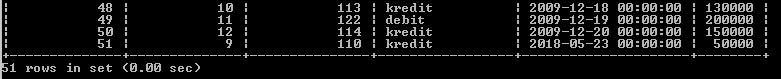 | 48 | 10 | 113 | kredit | 2009-12-18 00:00:00 | 130000 |
| 49 | 11 | 122 | debit | 2009-12-19 00:00:00 | 200000 |
| 50 | 12 | 114 | kredit | 2009-12-20 00:00:00 | 150000 |
| 51 | 9 | 110 | kredit | 2018-05-23 00:00:00 | 50000 |
51 rows in set (0.00 sec)